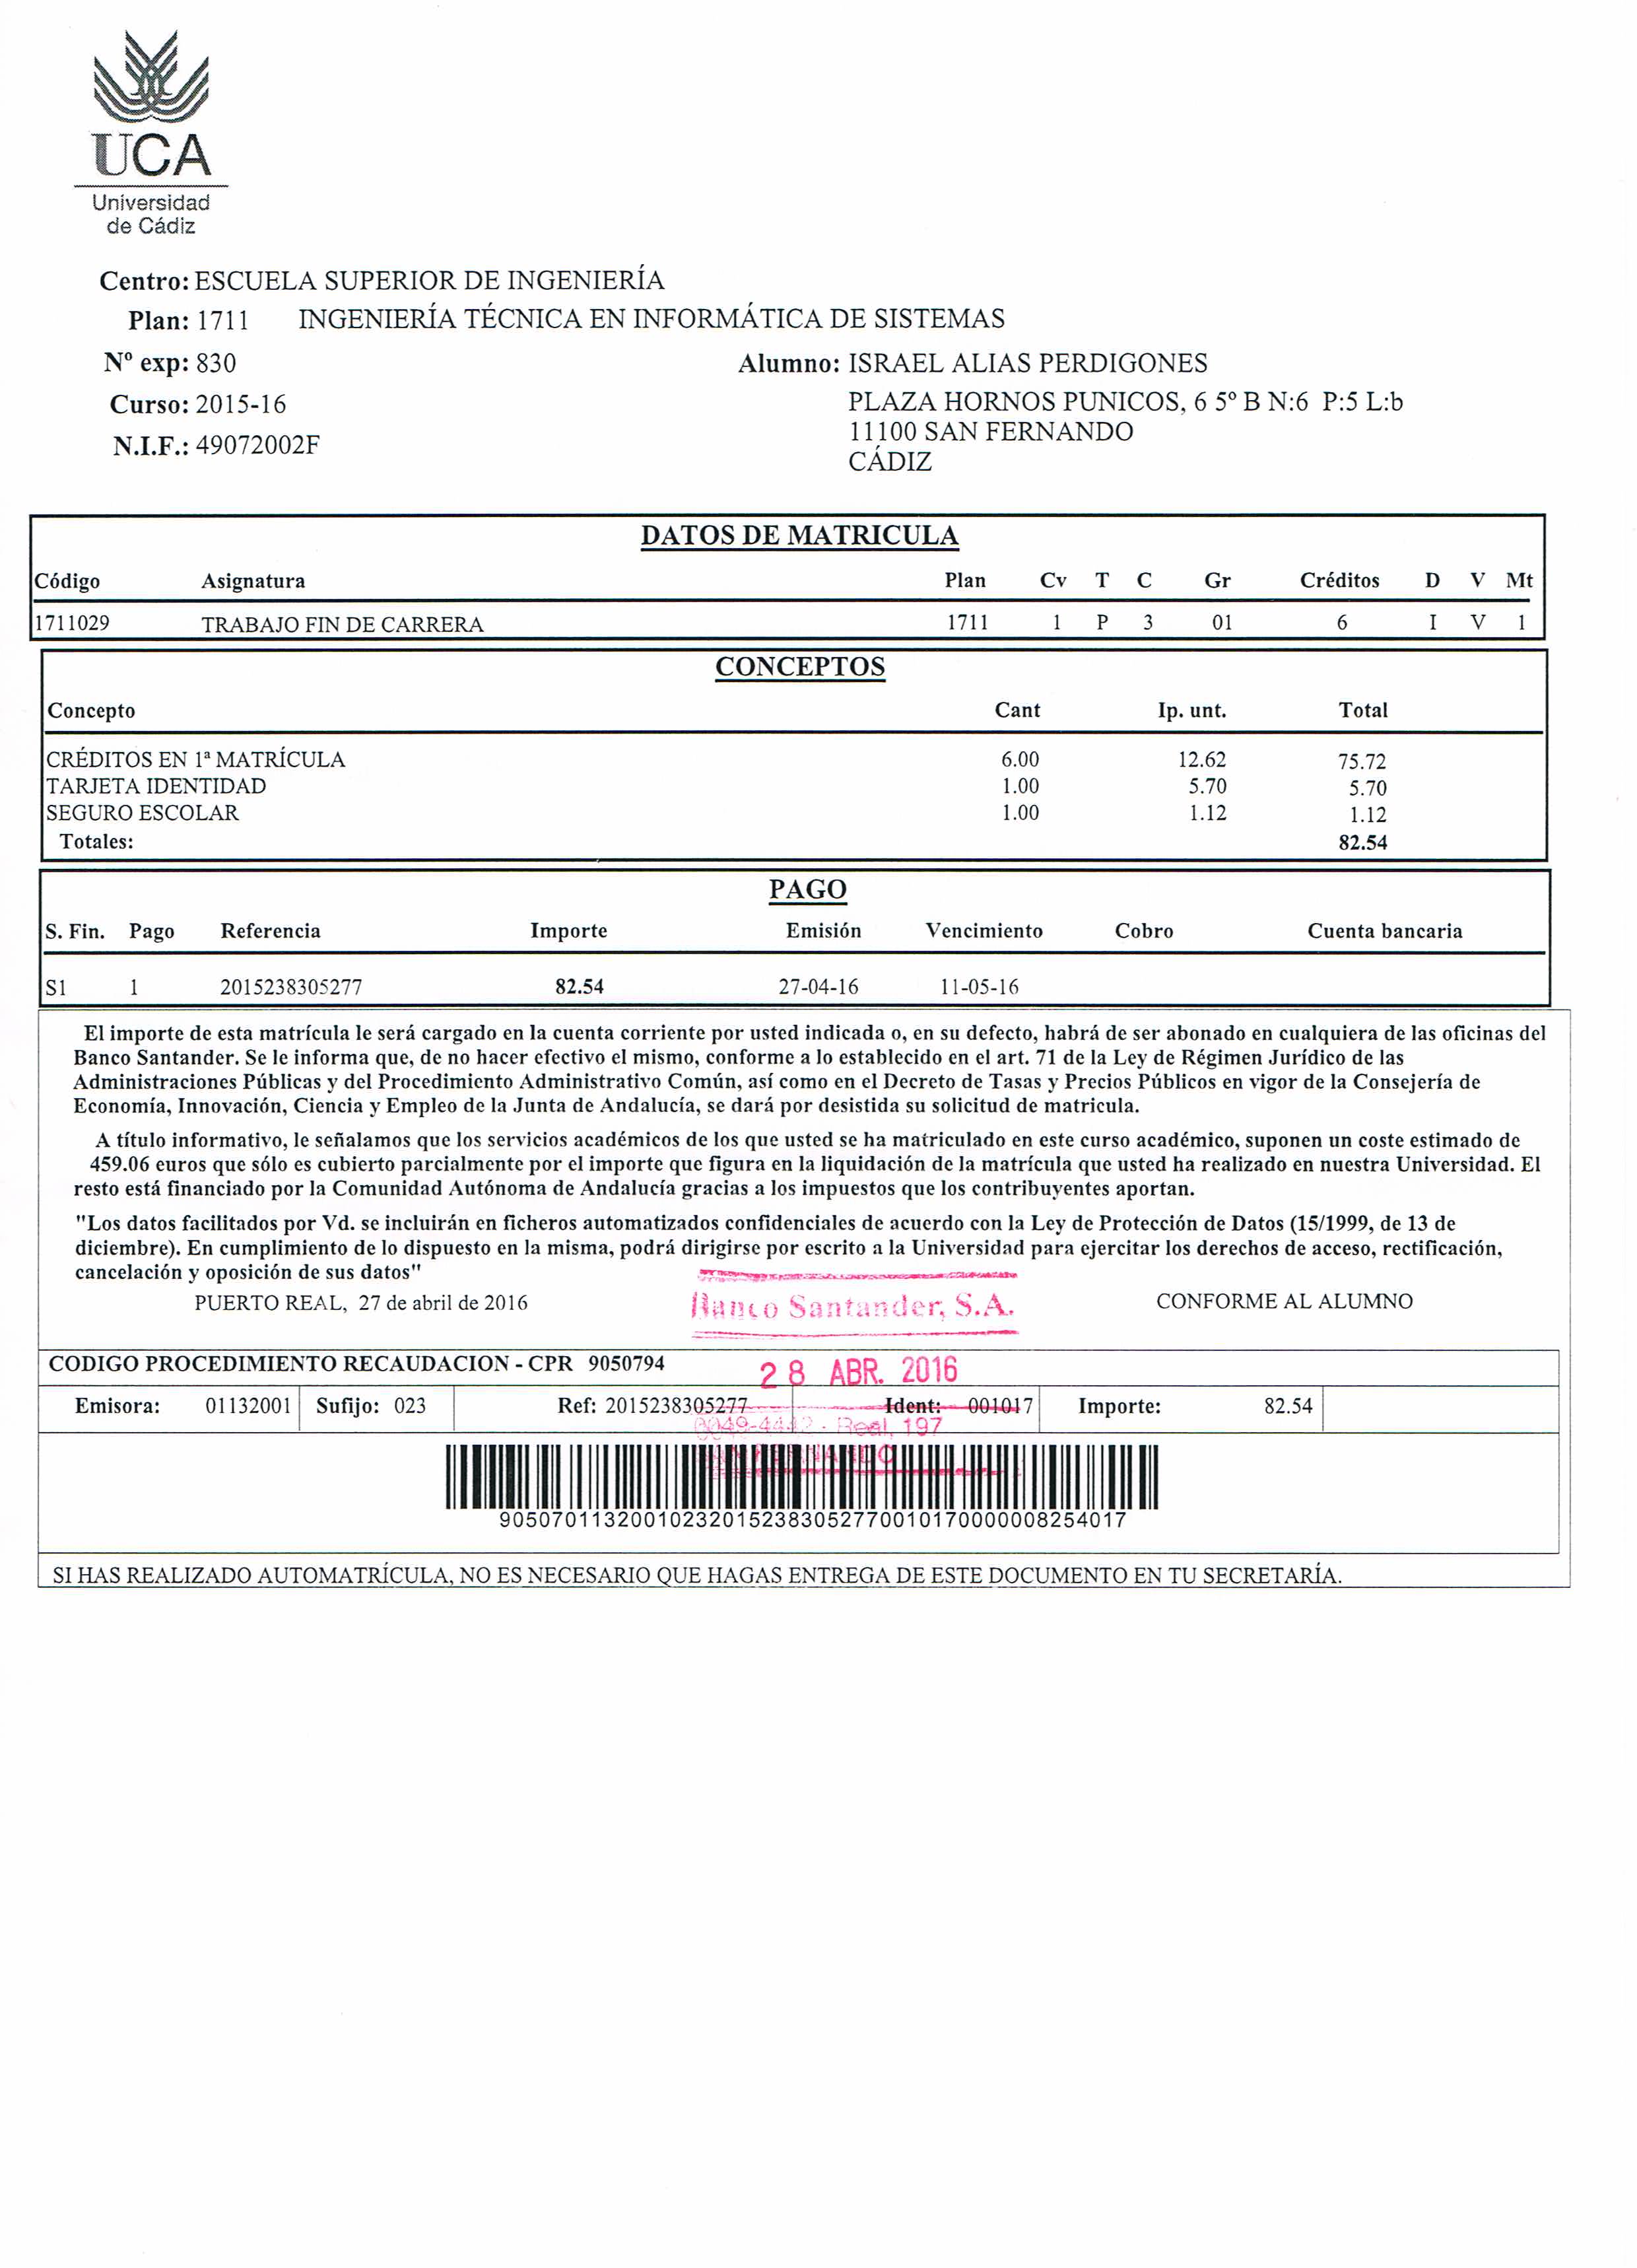 UCA
Universidad
de Cádiz
Centro: ESCUELA SUPERIOR DE INGENIERÍA
Plan: 1711 INGENIERÍA TÉCNICA EN INFORMÁTICA DE SISTEMAS
Nº exp: 830 Alumno: ISRAEL ALIAS PERDIGONES
Curso: 2015-16 PLAZA HORNOS PUNICOS, 6 5º B N:6 P:5 L:b
11100 SAN FERNANDO
N.I.F.: 49072002F
CÁDIZ
DATOS DE MATRICULA
Código Asignatura Plan Cv T C Gr Créditos D V Mt
1711029 TRABAJO FIN DE CARRERA 1711 1 P 3 01 6 I V 1
CONCEPTOS
Concepto Cant Ip. unt. Total
CRÉDITOS EN 1ª MATRÍCULA 6.00 12.62 75.72
TARJETA IDENTIDAD 1.00 5.70 5.70
SEGURO ESCOLAR 1.00 1.12 1.12
Totales: 82.54
PAGO
S. Fin. Pago Referencia Importe Emisión Vencimiento Cobro Cuenta bancaria
S1 1 2015238305277 82.54 27-04-16 11-05-16
El importe de esta matrícula le será cargado en la cuenta corriente por usted indicada o, en su defecto, habrá de ser abonado en cualquiera de las oficinas del
Banco Santander. Se le informa que, de no hacer efectivo el mismo, conforme a lo establecido en el art. 71 de la Ley de Régimen Jurídico de las
Administraciones Públicas y del Procedimiento Administrativo Común, así como en el Decreto de Tasas y Precios Públicos en vigor de la Consejería de
Economía, Innovación, Ciencia y Empleo de la Junta de Andalucía, se dará por desistida su solicitud de matricula.
A título informativo, le señalamos que los servicios académicos de los que usted se ha matriculado en este curso académico, suponen un coste estimado de
459.06 euros que sólo es cubierto parcialmente por el importe que figura en la liquidación de la matrícula que usted ha realizado en nuestra Universidad. El
resto está financiado por la Comunidad Autónoma de Andalucía gracias a los impuestos que los contribuyentes aportan.
"Los datos facilitados por Vd. se incluirán en ficheros automatizados confidenciales de acuerdo con la Ley de Protección de Datos (15/1999, de 13 de
diciembre). En cumplimiento de lo dispuesto en la misma, podrá dirigirse por escrito a la Universidad para ejercitar los derechos de acceso, rectificación,
cancelación y oposición de sus datos"
PUERTO REAL, 27 de abril de 2016 Banco Santander, S.A. CONFORME AL ALUMNO
CODIGO PROCEDIMIENTO RECAUDACION - CPR 9050794
28 ABR. 2016
Emisora: 01132001 Sufijo: 023 Ref: 2015238305277 Ident: 001017 Importe: 82.54
0049-4442 - Real, 197
SAN FERNANDO
905070113200102320152383052770010170000008254017
SI HAS REALIZADO AUTOMATRÍCULA, NO ES NECESARIO QUE HAGAS ENTREGA DE ESTE DOCUMENTO EN TU SECRETARÍA.